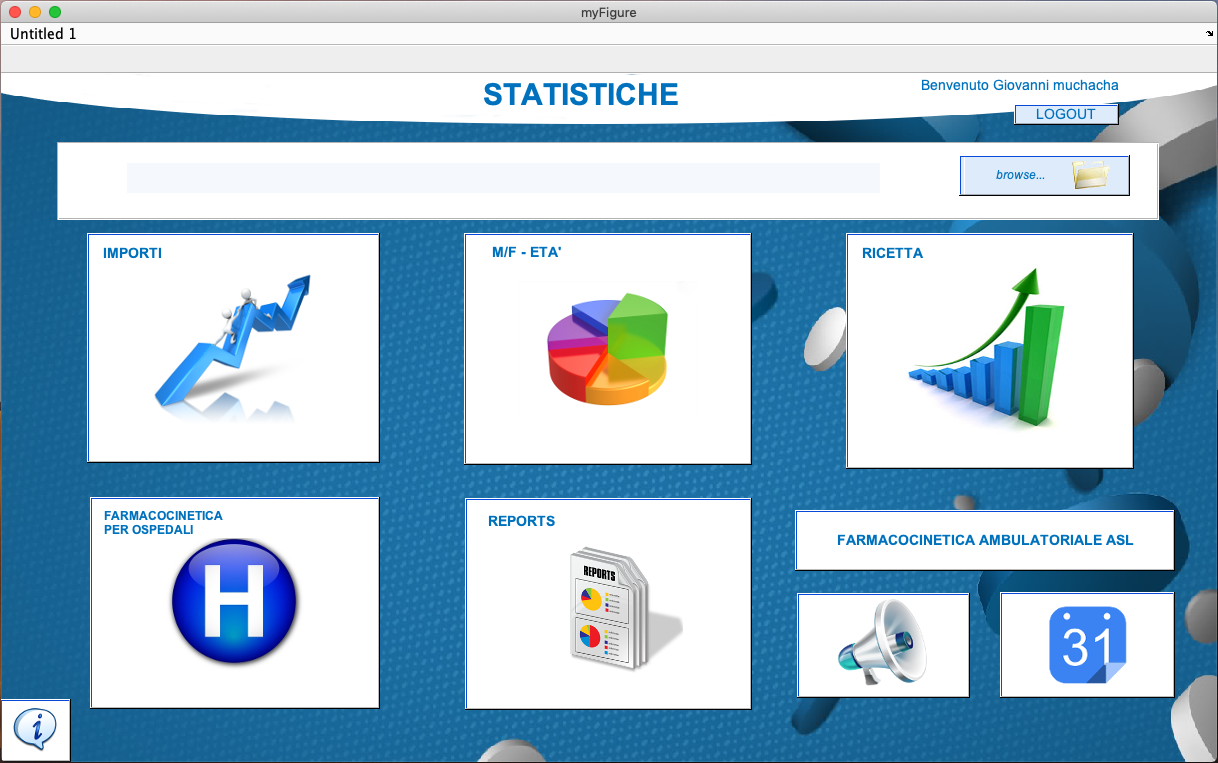 myFigure
Untitled 1
STATISTICHE
Benvenuto Giovanni muchacha
LOGOUT
browse...
IMPORTI
M/F - ETA'
RICETTA
FARMACOCINETICA
PER OSPEDALI
H
REPORTS
REPORTS
FARMACOCINETICA AMBULATORIALE ASL
31
i